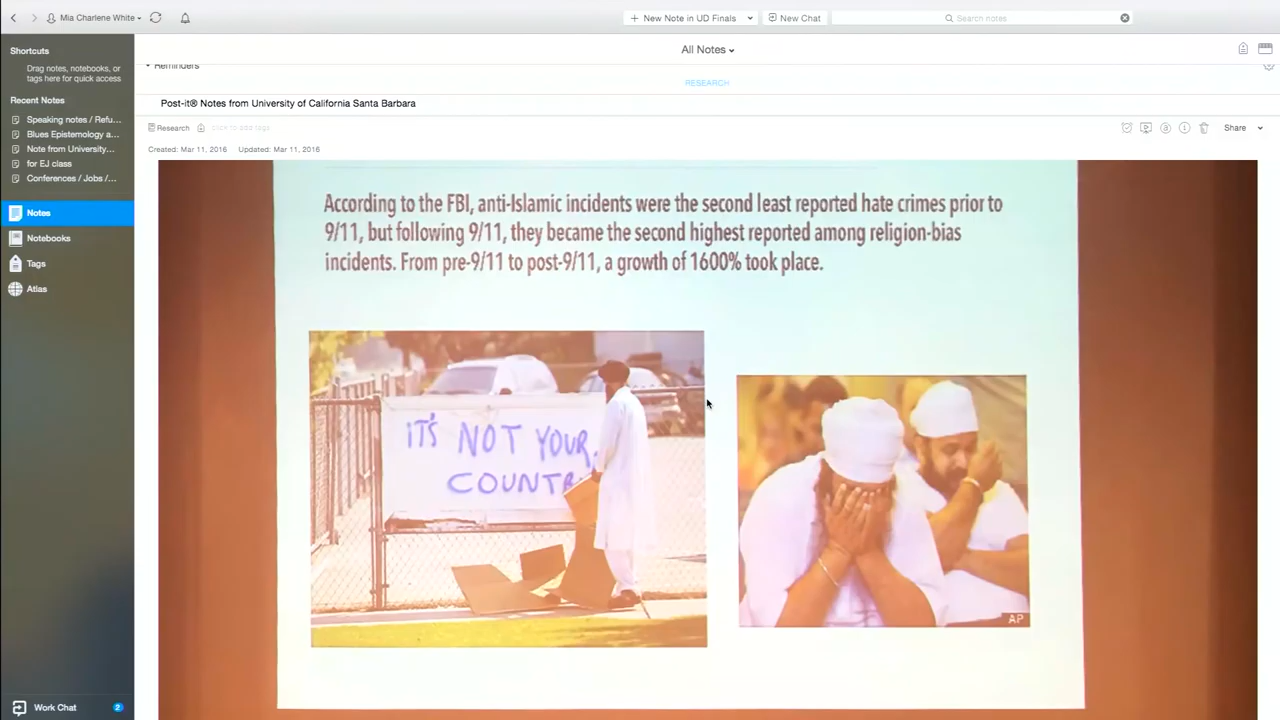 Mia Charlene White
New Note in UD Finals
New Chat
Search notes
Shortcuts
Drag notes, notebooks, or
tags here for quick access
Recent Notes
Speaking notes / Refu...
Blues Epistemology a...
Note from University...
for EJ class
Conferences / Jobs /...
Notes
Notebooks
Tags
Atlas
Work Chat 2
All Notes
Reminders
RESEARCH
Post-it® Notes from University of California Santa Barbara
Research click to add tags
Share
Created: Mar 11, 2016 Updated: Mar 11, 2016
According to the FBI, anti-Islamic incidents were the second least reported hate crimes prior to
9/11, but following 9/11, they became the second highest reported among religion-bias
incidents. From pre-9/11 to post-9/11, a growth of 1600% took place.
IT'S NOT YOUR
COUNTR
AP